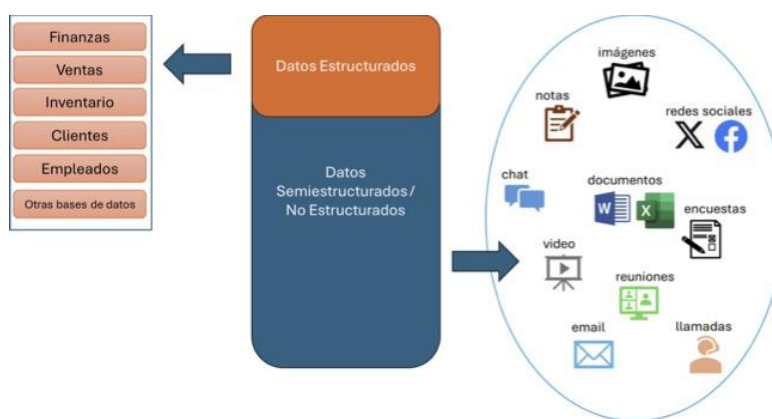 Finanzas
Ventas
Inventario
Clientes
Empleados
Otras bases de datos
Datos Estructurados
Datos
Semiestructurados /
No Estructurados
imágenes
notas
redes sociales
chat
documentos
W
X
encuestas
video
reuniones
email
llamadas